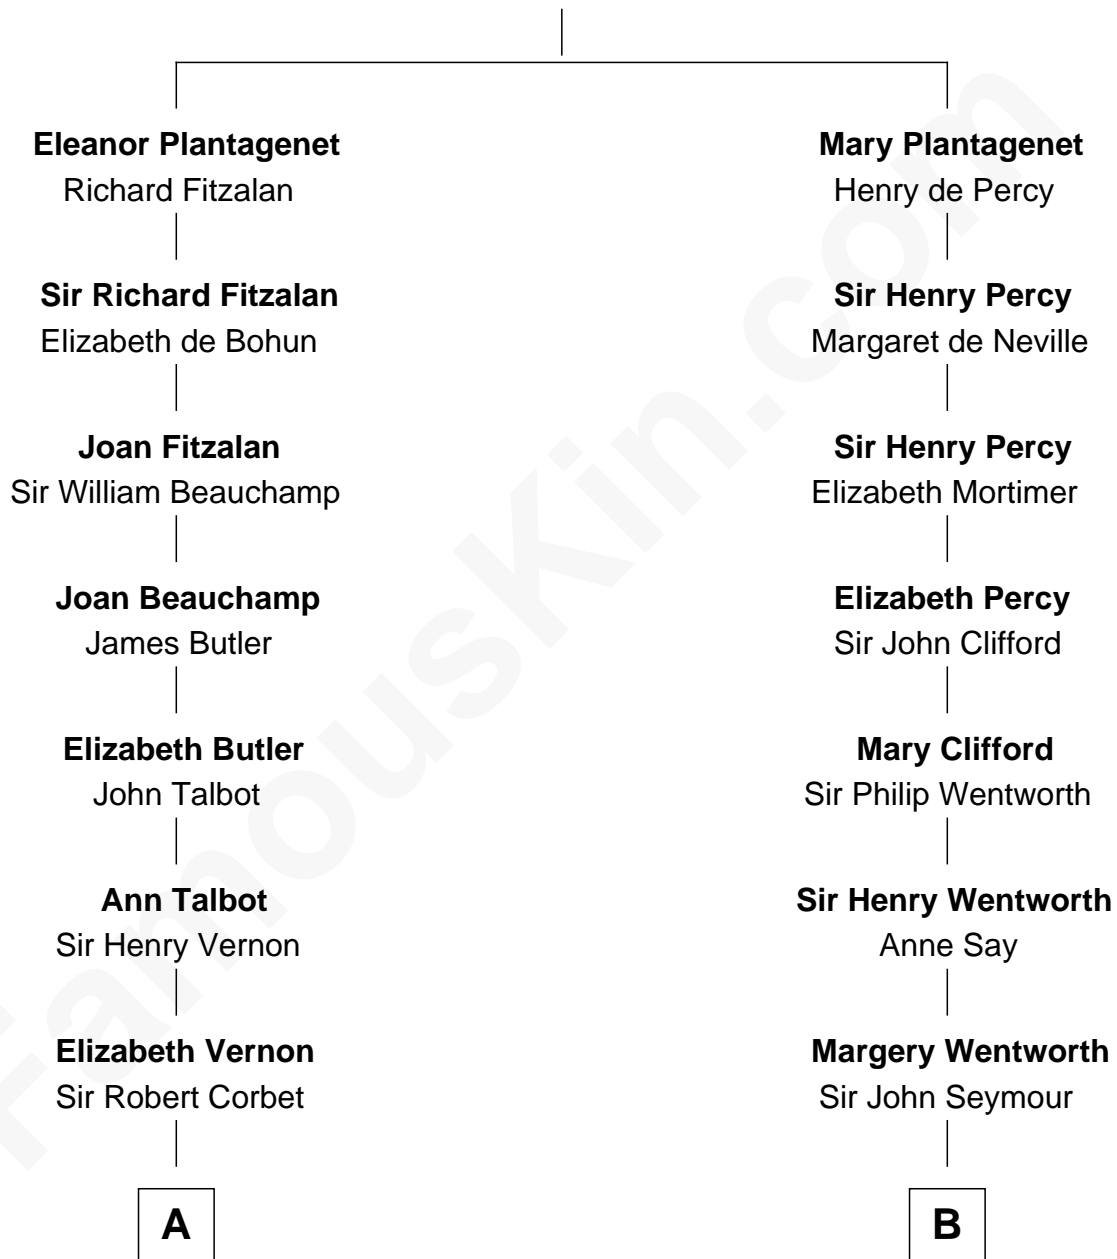 Eleanor Plantagenet
Richard Fitzalan
Sir Richard Fitzalan
Elizabeth de Bohun
Joan Fitzalan
Sir William Beauchamp
Joan Beauchamp
James Butler
Elizabeth Butler
John Talbot
Ann Talbot
Sir Henry Vernon
Elizabeth Vernon
Sir Robert Corbet
A
Mary Plantagenet
Henry de Percy
Sir Henry Percy
Margaret de Neville
Sir Henry Percy
Elizabeth Mortimer
Elizabeth Percy
Sir John Clifford
Mary Clifford
Sir Philip Wentworth
Sir Henry Wentworth
Anne Say
Margery Wentworth
Sir John Seymour
B
FamousKin.com